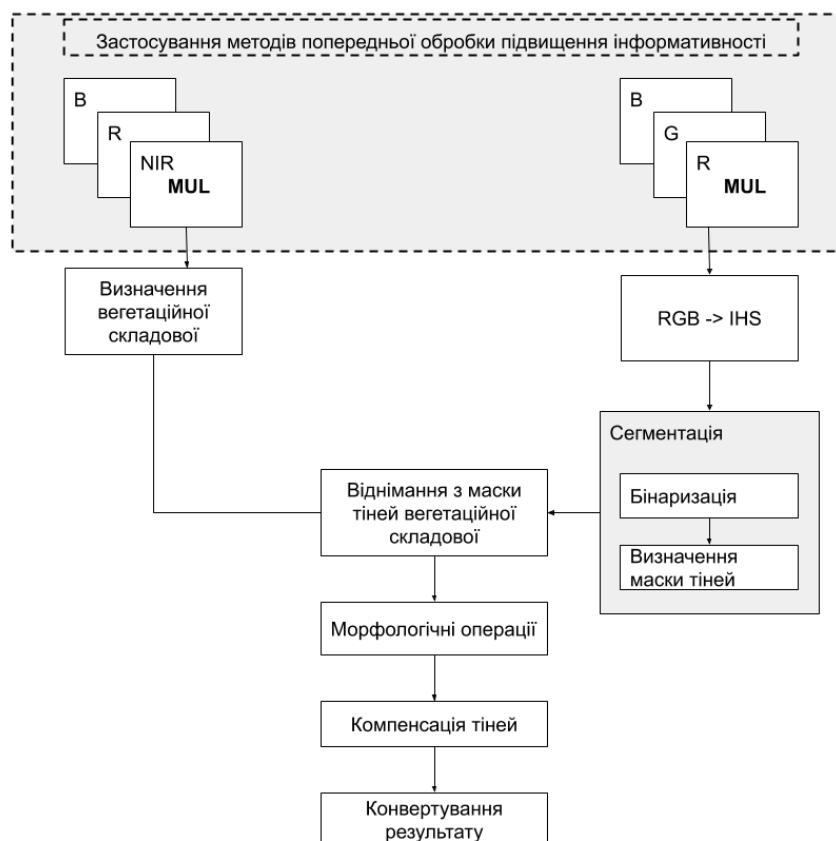 Застосування методів попередньої обробки підвищення інформативності
B
R
NIR
MUL
B
G
R
MUL
Визначення
вегетаційної
складової
RGB -> IHS
Сегментація
Бінаризація
Визначення
маски тіней
Віднімання з маски
тіней вегетаційної
складової
Морфологічні операції
Компенсація тіней
Конвертування
результату